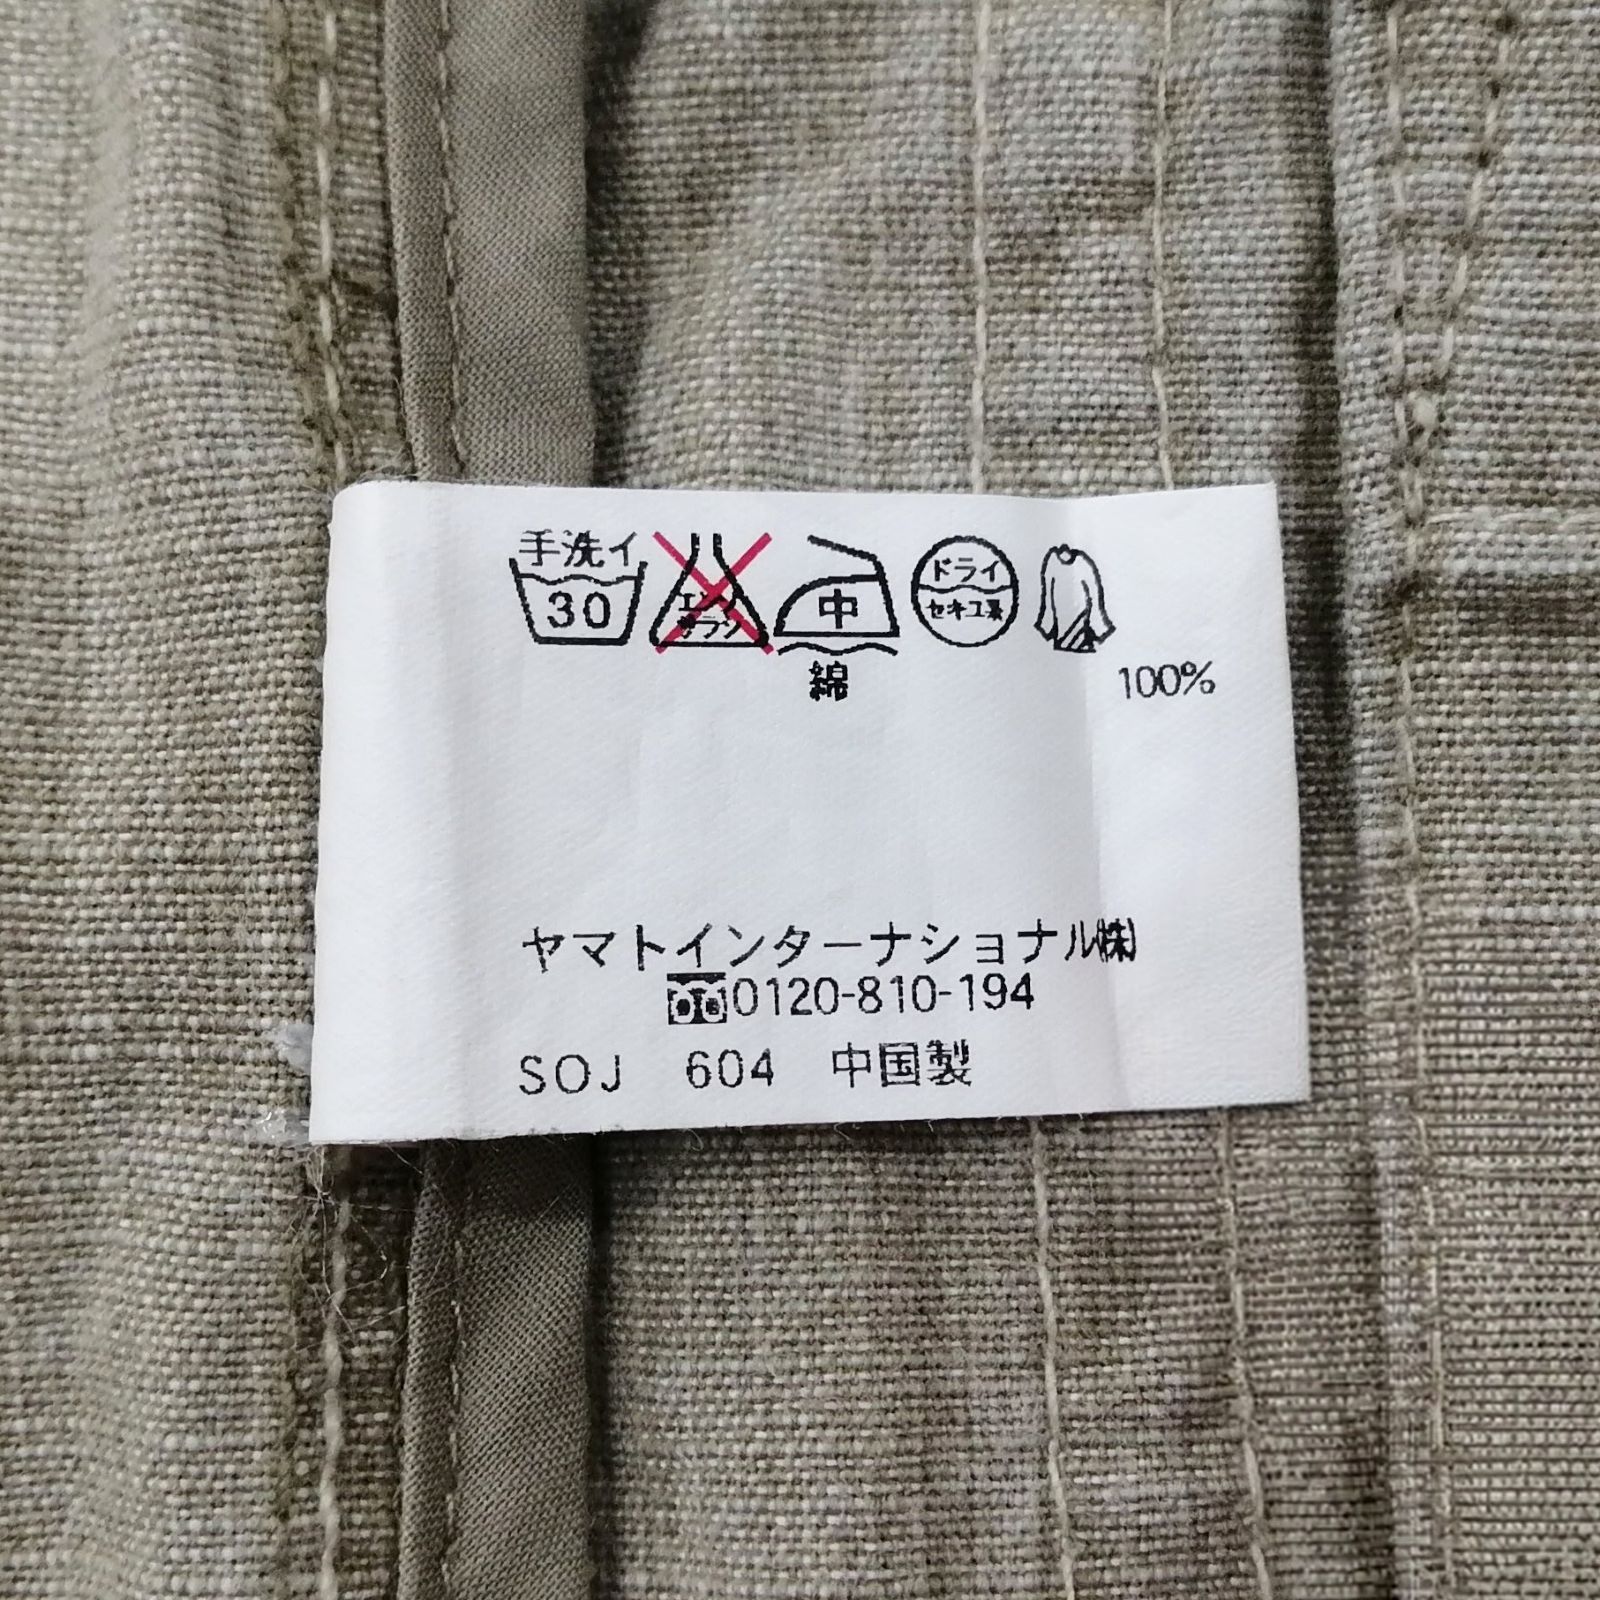 手洗イ
30
エンソ
サラシ
中
ドライ
セキユ系
綿 100%
ヤマトインターナショナル㈱
0120-810-194
SOJ 604 中国製